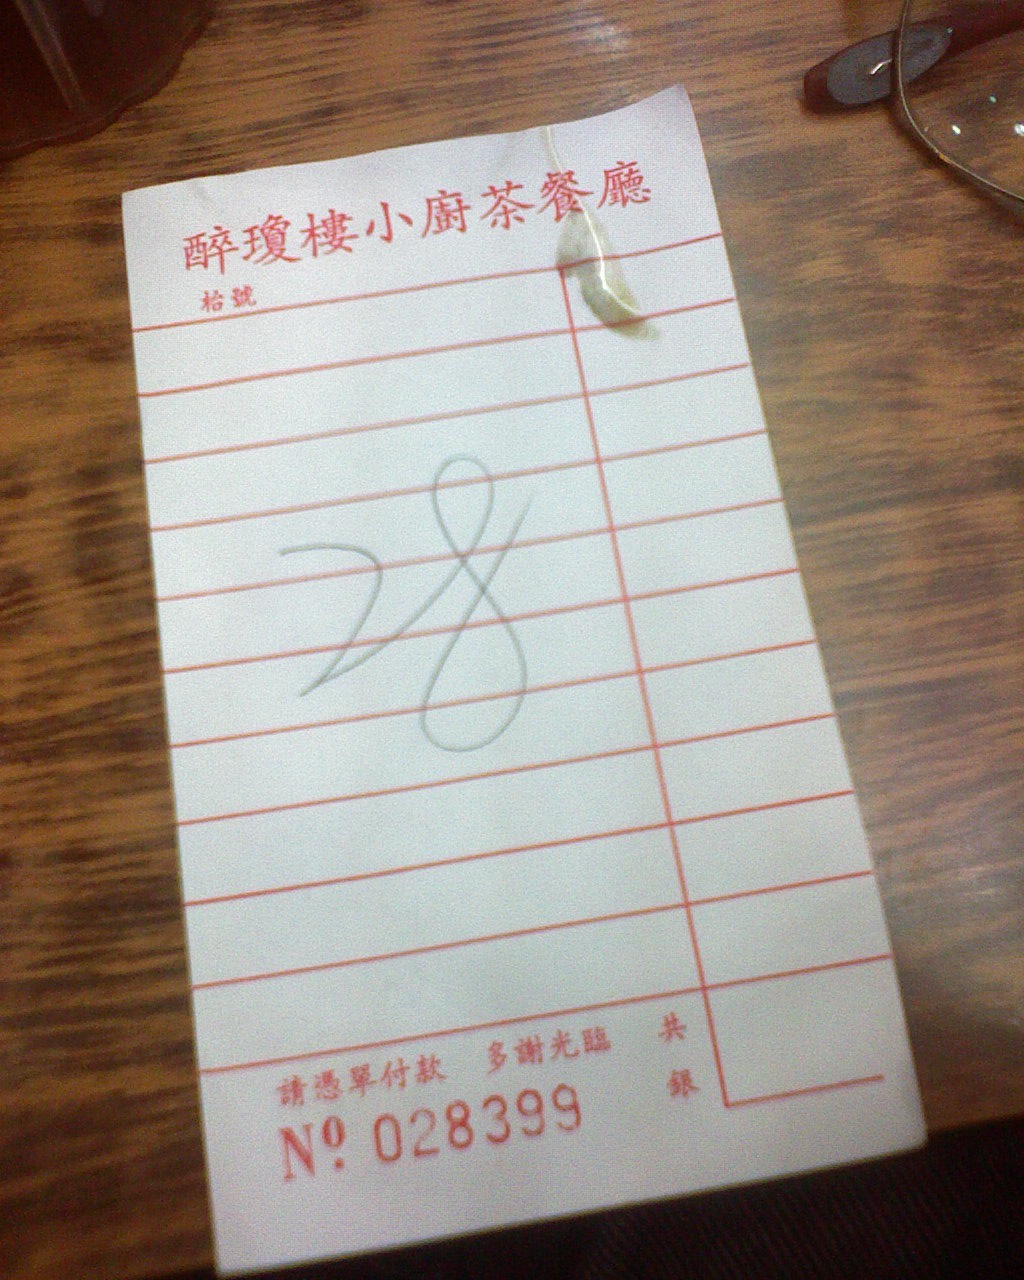 醉瓊樓小廚茶餐廳
枱號
28
請憑單付款 多謝光臨 共銀
Nº. 028399